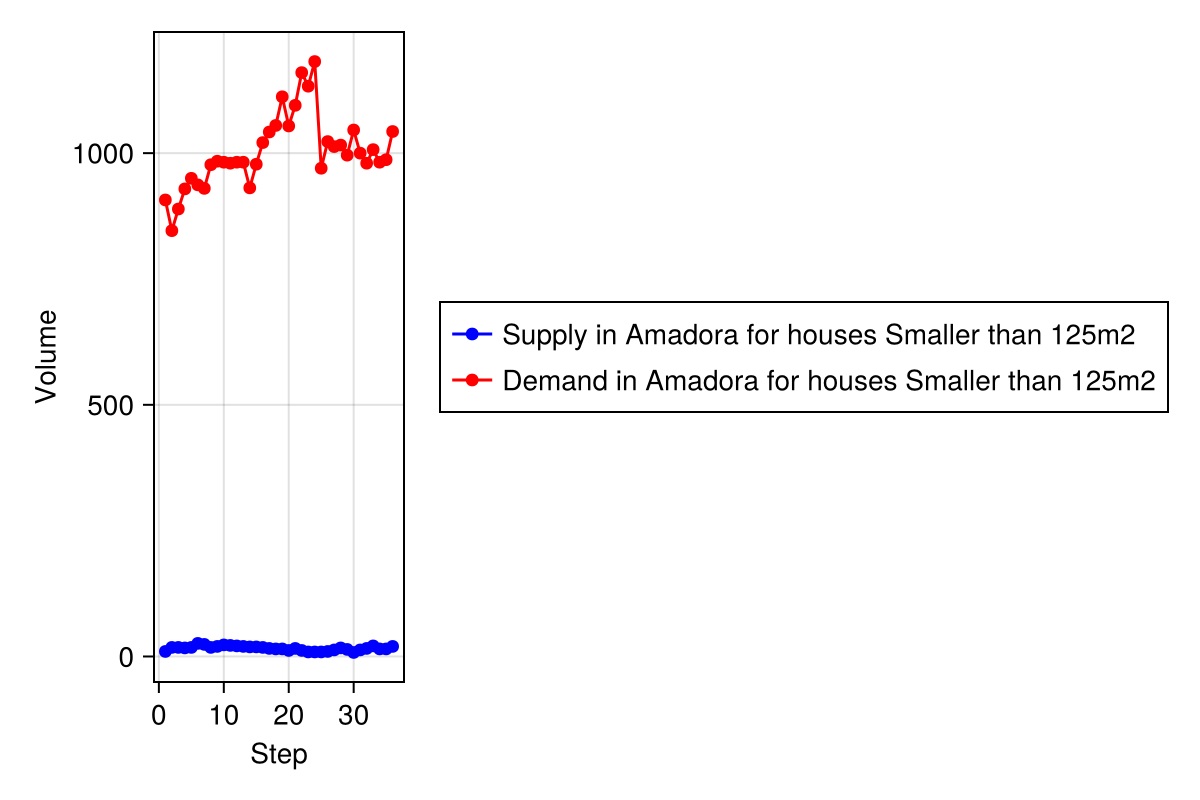 Volume
1000
500
0
0 10 20 30
Step
Supply in Amadora for houses Smaller than 125m2
Demand in Amadora for houses Smaller than 125m2